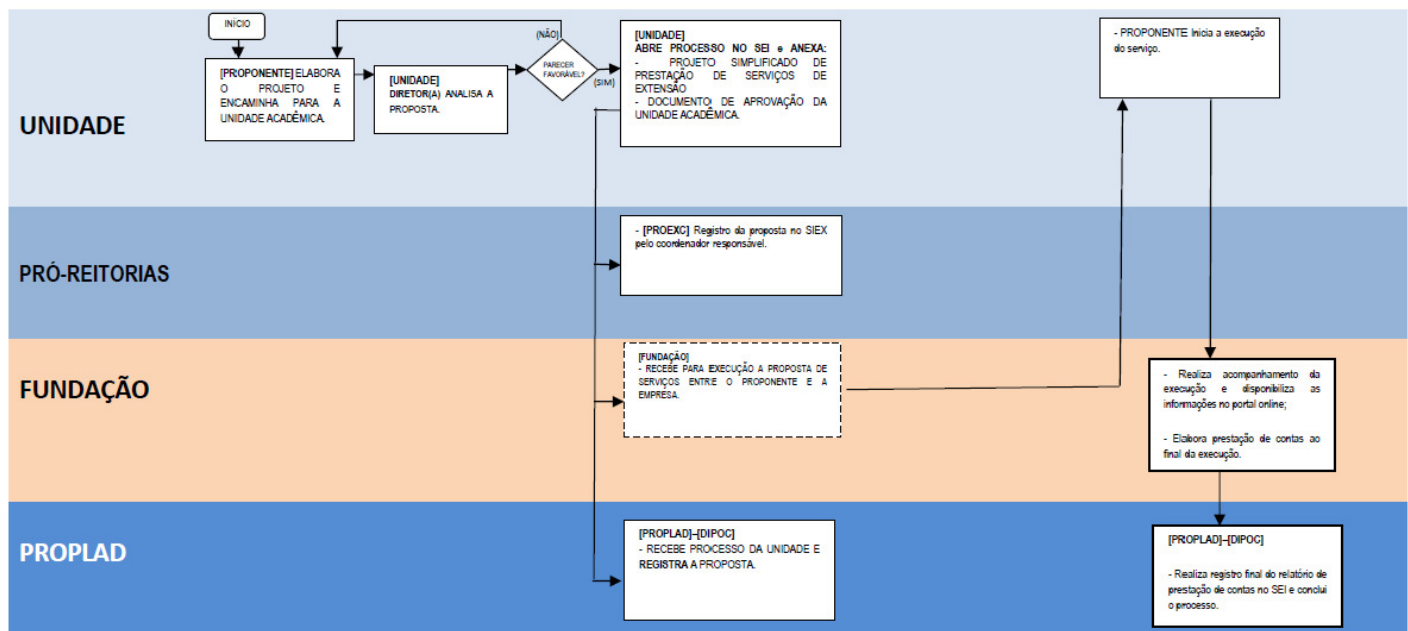 INÍCIO
[PROPONENTE] ELABORA
O PROJETO E
ENCAMINHA PARA A
UNIDADE ACADÊMICA.
[UNIDADE]
DIRETOR(A) ANALISA A
PROPOSTA.
(NÃO)
PARECER
FAVORÁVEL?
(SIM)
[UNIDADE]
ABRE PROCESSO NO SEI e ANEXA:
- PROJETO SIMPLIFICADO DE
PRESTAÇÃO DE SERVIÇOS DE
EXTENSÃO
- DOCUMENTO DE APROVAÇÃO DA
UNIDADE ACADÊMICA.
- PROPONENTE Inicia a execução
do serviço.
UNIDADE
- [PROEXC] Registro da proposta no SIEX
pelo coordenador responsável.
PRÓ-REITORIAS
[FUNDAÇÃO]
- RECEBE PARA EXECUÇÃO A PROPOSTA DE
SERVIÇOS ENTRE O PROPONENTE E A
EMPRESA.
FUNDAÇÃO
- Realiza acompanhamento da
execução e disponibiliza as
informações no portal online;
- Elabora prestação de contas ao
final da execução.
PROPLAD
[PROPLAD]–[DIPOC]
- RECEBE PROCESSO DA UNIDADE E
REGISTRA A PROPOSTA.
[PROPLAD]–[DIPOC]
- Realiza registro final do relatório de
prestação de contas no SEI e conclui
o processo.